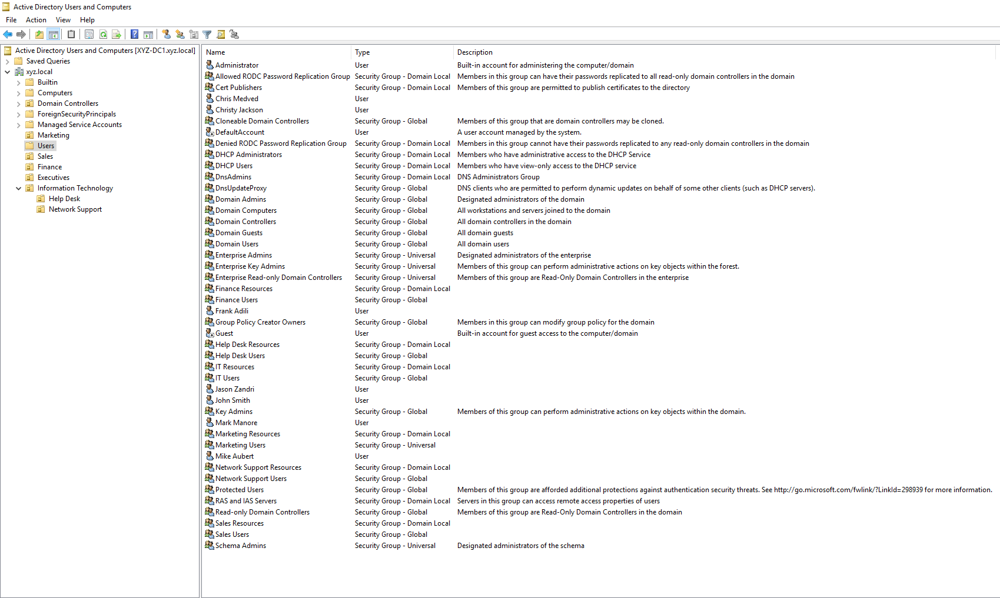 Active Directory Users and Computers
File Action View Help
Active Directory Users and Computers [XYZ-DC1.xyz.local]
Saved Queries
xyz.local
Builtin
Computers
Domain Controllers
ForeignSecurityPrincipals
Managed Service Accounts
Marketing
Users
Sales
Finance
Executives
Information Technology
Help Desk
Network Support
Name Type Description
Administrator User Built-in account for administering the computer/domain
Allowed RODC Password Replication Group Security Group - Domain Local Members in this group can have their passwords replicated to all read-only domain controllers in the domain
Cert Publishers Security Group - Domain Local Members of this group are permitted to publish certificates to the directory
Chris Medved User
Christy Jackson User
Cloneable Domain Controllers Security Group - Global Members of this group that are domain controllers may be cloned.
DefaultAccount User A user account managed by the system.
Denied RODC Password Replication Group Security Group - Domain Local Members in this group cannot have their passwords replicated to any read-only domain controllers in the domain
DHCP Administrators Security Group - Domain Local Members who have administrative access to the DHCP Service
DHCP Users Security Group - Domain Local Members who have view-only access to the DHCP service
DnsAdmins Security Group - Domain Local DNS Administrators Group
DnsUpdateProxy Security Group - Global DNS clients who are permitted to perform dynamic updates on behalf of some other clients (such as DHCP servers).
Domain Admins Security Group - Global Designated administrators of the domain
Domain Computers Security Group - Global All workstations and servers joined to the domain
Domain Controllers Security Group - Global All domain controllers in the domain
Domain Guests Security Group - Global All domain guests
Domain Users Security Group - Global All domain users
Enterprise Admins Security Group - Universal Designated administrators of the enterprise
Enterprise Key Admins Security Group - Universal Members of this group can perform administrative actions on key objects within the forest.
Enterprise Read-only Domain Controllers Security Group - Universal Members of this group are Read-Only Domain Controllers in the enterprise
Finance Resources Security Group - Domain Local
Finance Users Security Group - Global
Frank Adili User
Group Policy Creator Owners Security Group - Global Members in this group can modify group policy for the domain
Guest User Built-in account for guest access to the computer/domain
Help Desk Resources Security Group - Domain Local
Help Desk Users Security Group - Global
IT Resources Security Group - Domain Local
IT Users Security Group - Global
Jason Zandri User
John Smith User
Key Admins Security Group - Global Members of this group can perform administrative actions on key objects within the domain.
Mark Manore User
Marketing Resources Security Group - Domain Local
Marketing Users Security Group - Universal
Mike Aubert User
Network Support Resources Security Group - Domain Local
Network Support Users Security Group - Global
Protected Users Security Group - Global Members of this group are afforded additional protections against authentication security threats. See http://go.microsoft.com/fwlink/?LinkId=298939 for more information.
RAS and IAS Servers Security Group - Domain Local Servers in this group can access remote access properties of users
Read-only Domain Controllers Security Group - Global Members of this group are Read-Only Domain Controllers in the domain
Sales Resources Security Group - Domain Local
Sales Users Security Group - Global
Schema Admins Security Group - Universal Designated administrators of the schema